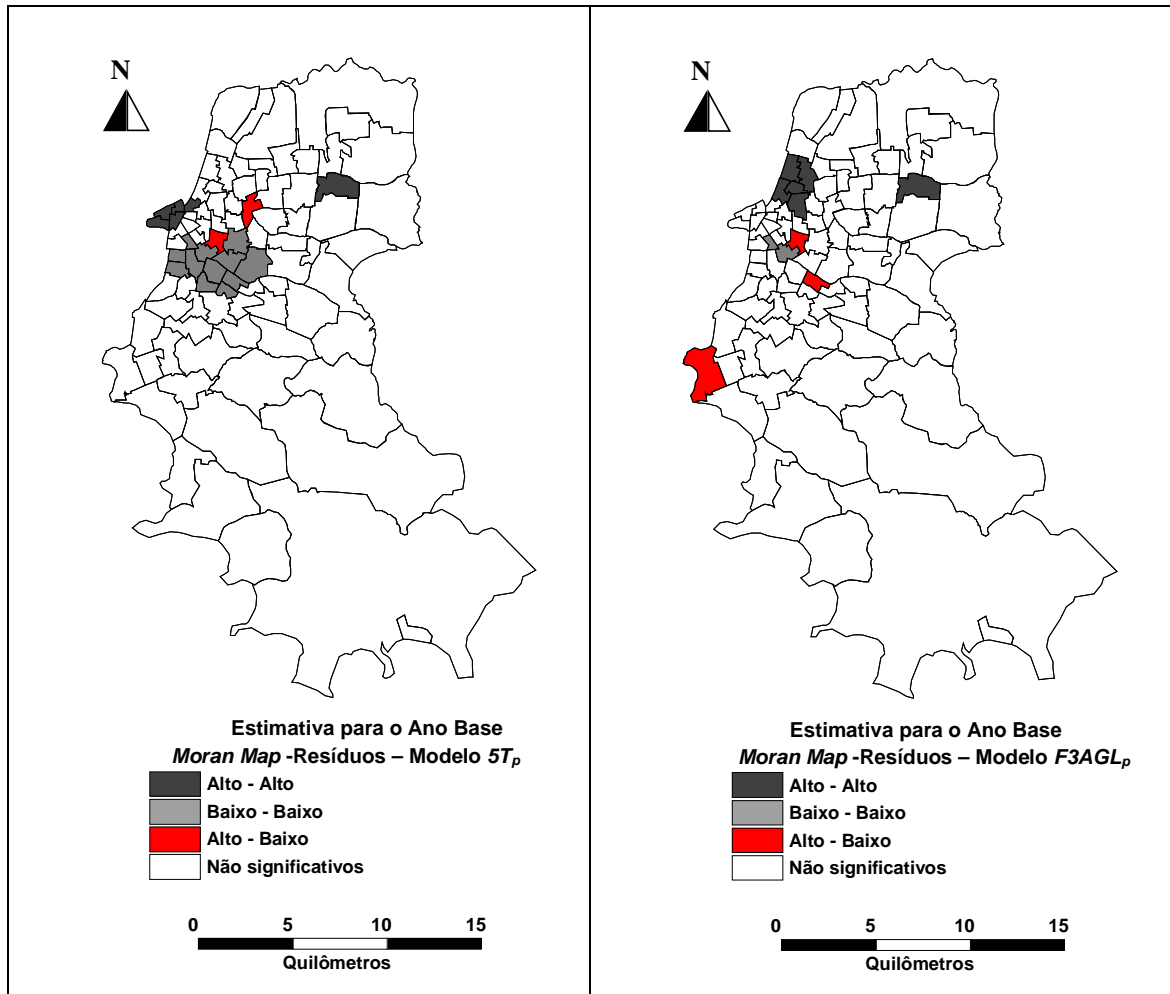 N
Estimativa para o Ano Base
Moran Map -Resíduos – Modelo 5Tp
Alto - Alto
Baixo - Baixo
Alto - Baixo
Não significativos
0 5 10 15
Quilômetros
N
Estimativa para o Ano Base
Moran Map -Resíduos – Modelo F3AGLp
Alto - Alto
Baixo - Baixo
Alto - Baixo
Não significativos
0 5 10 15
Quilômetros